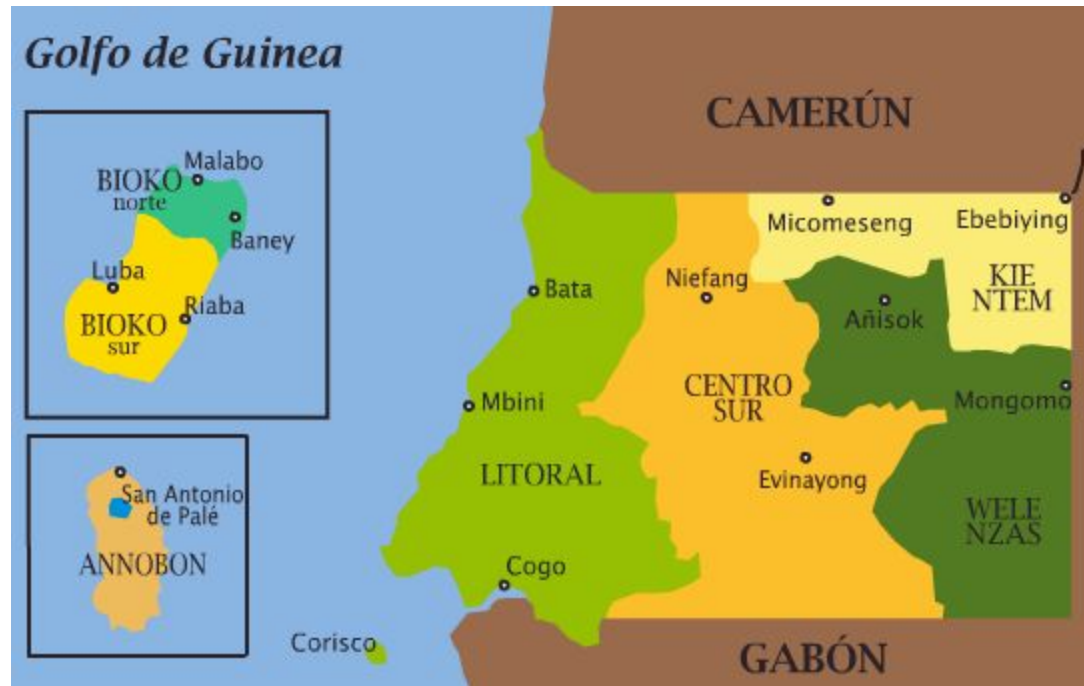 Golfo de Guinea
CAMERÚN
Malabo
BIOKO
norte
Baney
Luba
Riaba
BIOKO
sur
San Antonio
de Palé
ANNOBON
Corisco
Bata
Mbini
LITORAL
Cogo
Niefang
CENTRO
SUR
Evinayong
Micomeseng
Ebebiying
KIE
NTEM
Añisok
Mongomo
WELE
NZAS
GABÓN